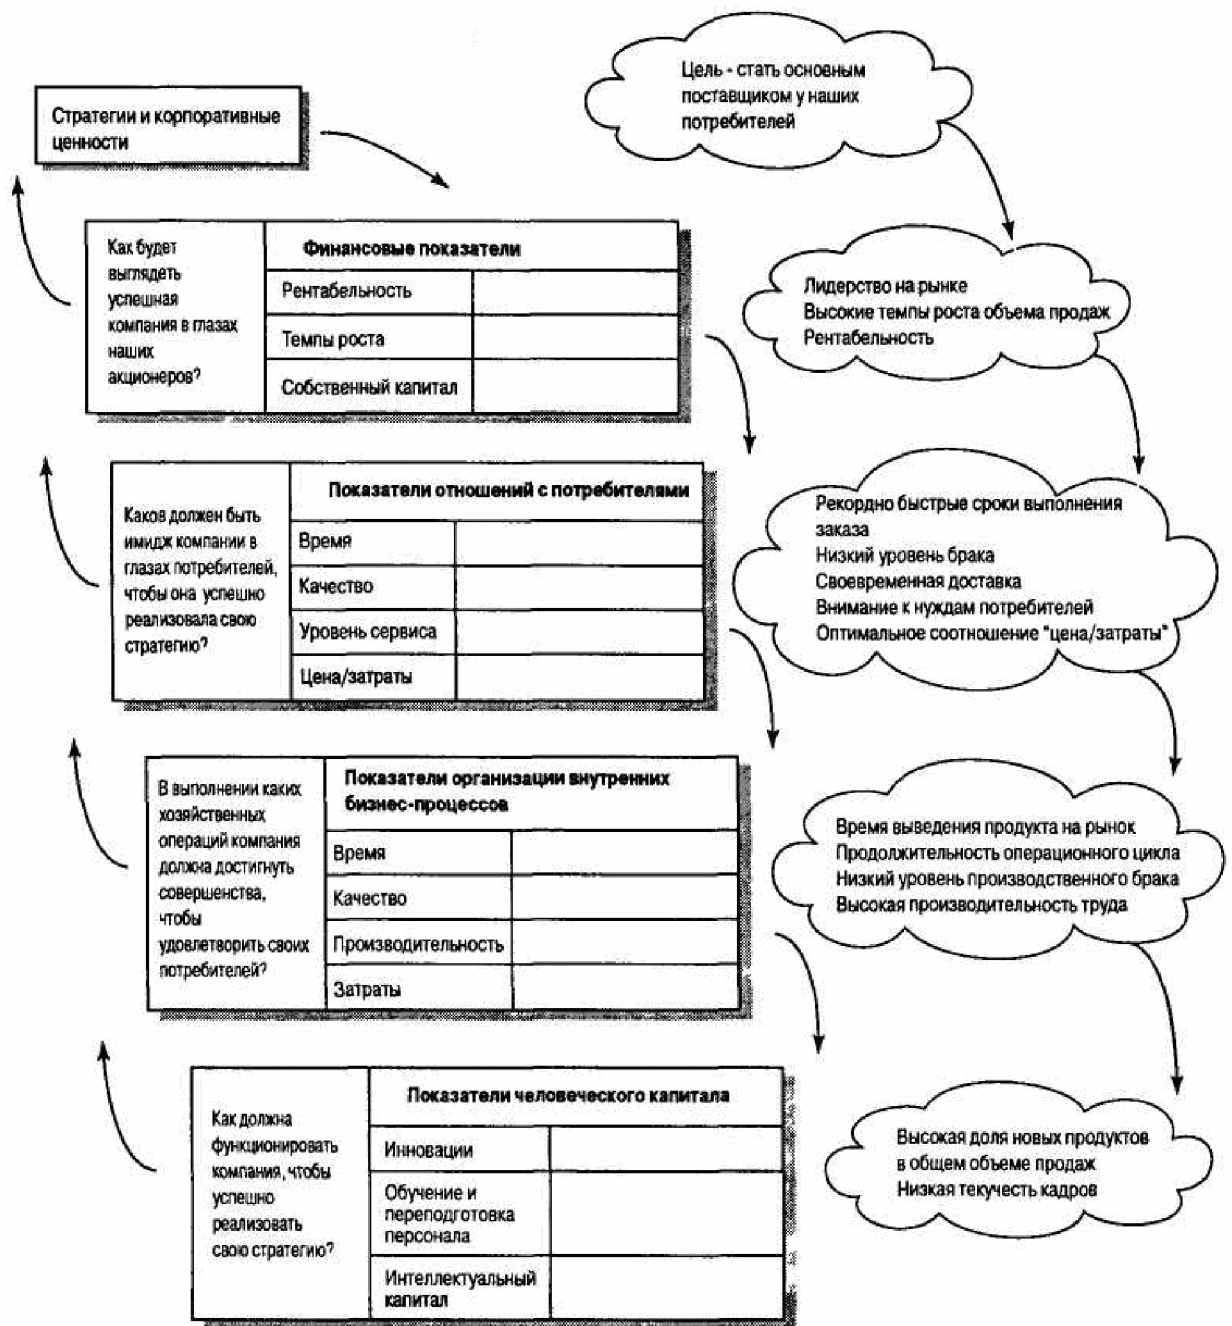 Цель - стать основным
поставщиком у наших
потребителей
Стратегии и корпоративные
ценности
Как будет
выглядеть
успешная
компания в глазах
наших
акционеров?
Финансовые показатели
Рентабельность
Темпы роста
Собственный капитал
Лидерство на рынке
Высокие темпы роста объема продаж
Рентабельность
Каков должен быть
имидж компании в
глазах потребителей,
чтобы она успешно
реализовала свою
стратегию?
Показатели отношений с потребителями
Время
Качество
Уровень сервиса
Цена/затраты
Рекордно быстрые сроки выполнения
заказа
Низкий уровень брака
Своевременная доставка
Внимание к нуждам потребителей
Оптимальное соотношение "цена/затраты"
В выполнении каких
хозяйственных
операций компания
должна достигнуть
совершенства,
чтобы
удовлетворить своих
потребителей?
Показатели организации внутренних
бизнес-процессов
Время
Качество
Производительность
Затраты
Время выведения продукта на рынок
Продолжительность операционного цикла
Низкий уровень производственного брака
Высокая производительность труда
Как должна
функционировать
компания, чтобы
успешно
реализовать
свою стратегию?
Показатели человеческого капитала
Инновации
Обучение и
переподготовка
персонала
Интеллектуальный
капитал
Высокая доля новых продуктов
в общем объеме продаж
Низкая текучесть кадров